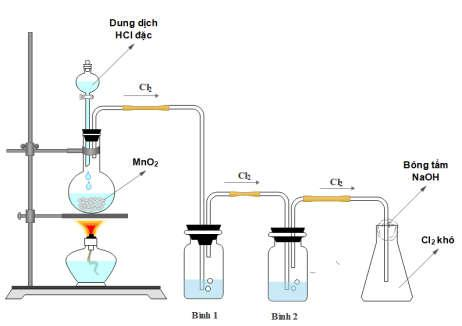 Dung dịch
HCl đặc
Cl₂
MnO₂
Cl₂
Cl₂
Bông tẩm
NaOH
Cl₂ khô
Bình 1
Bình 2